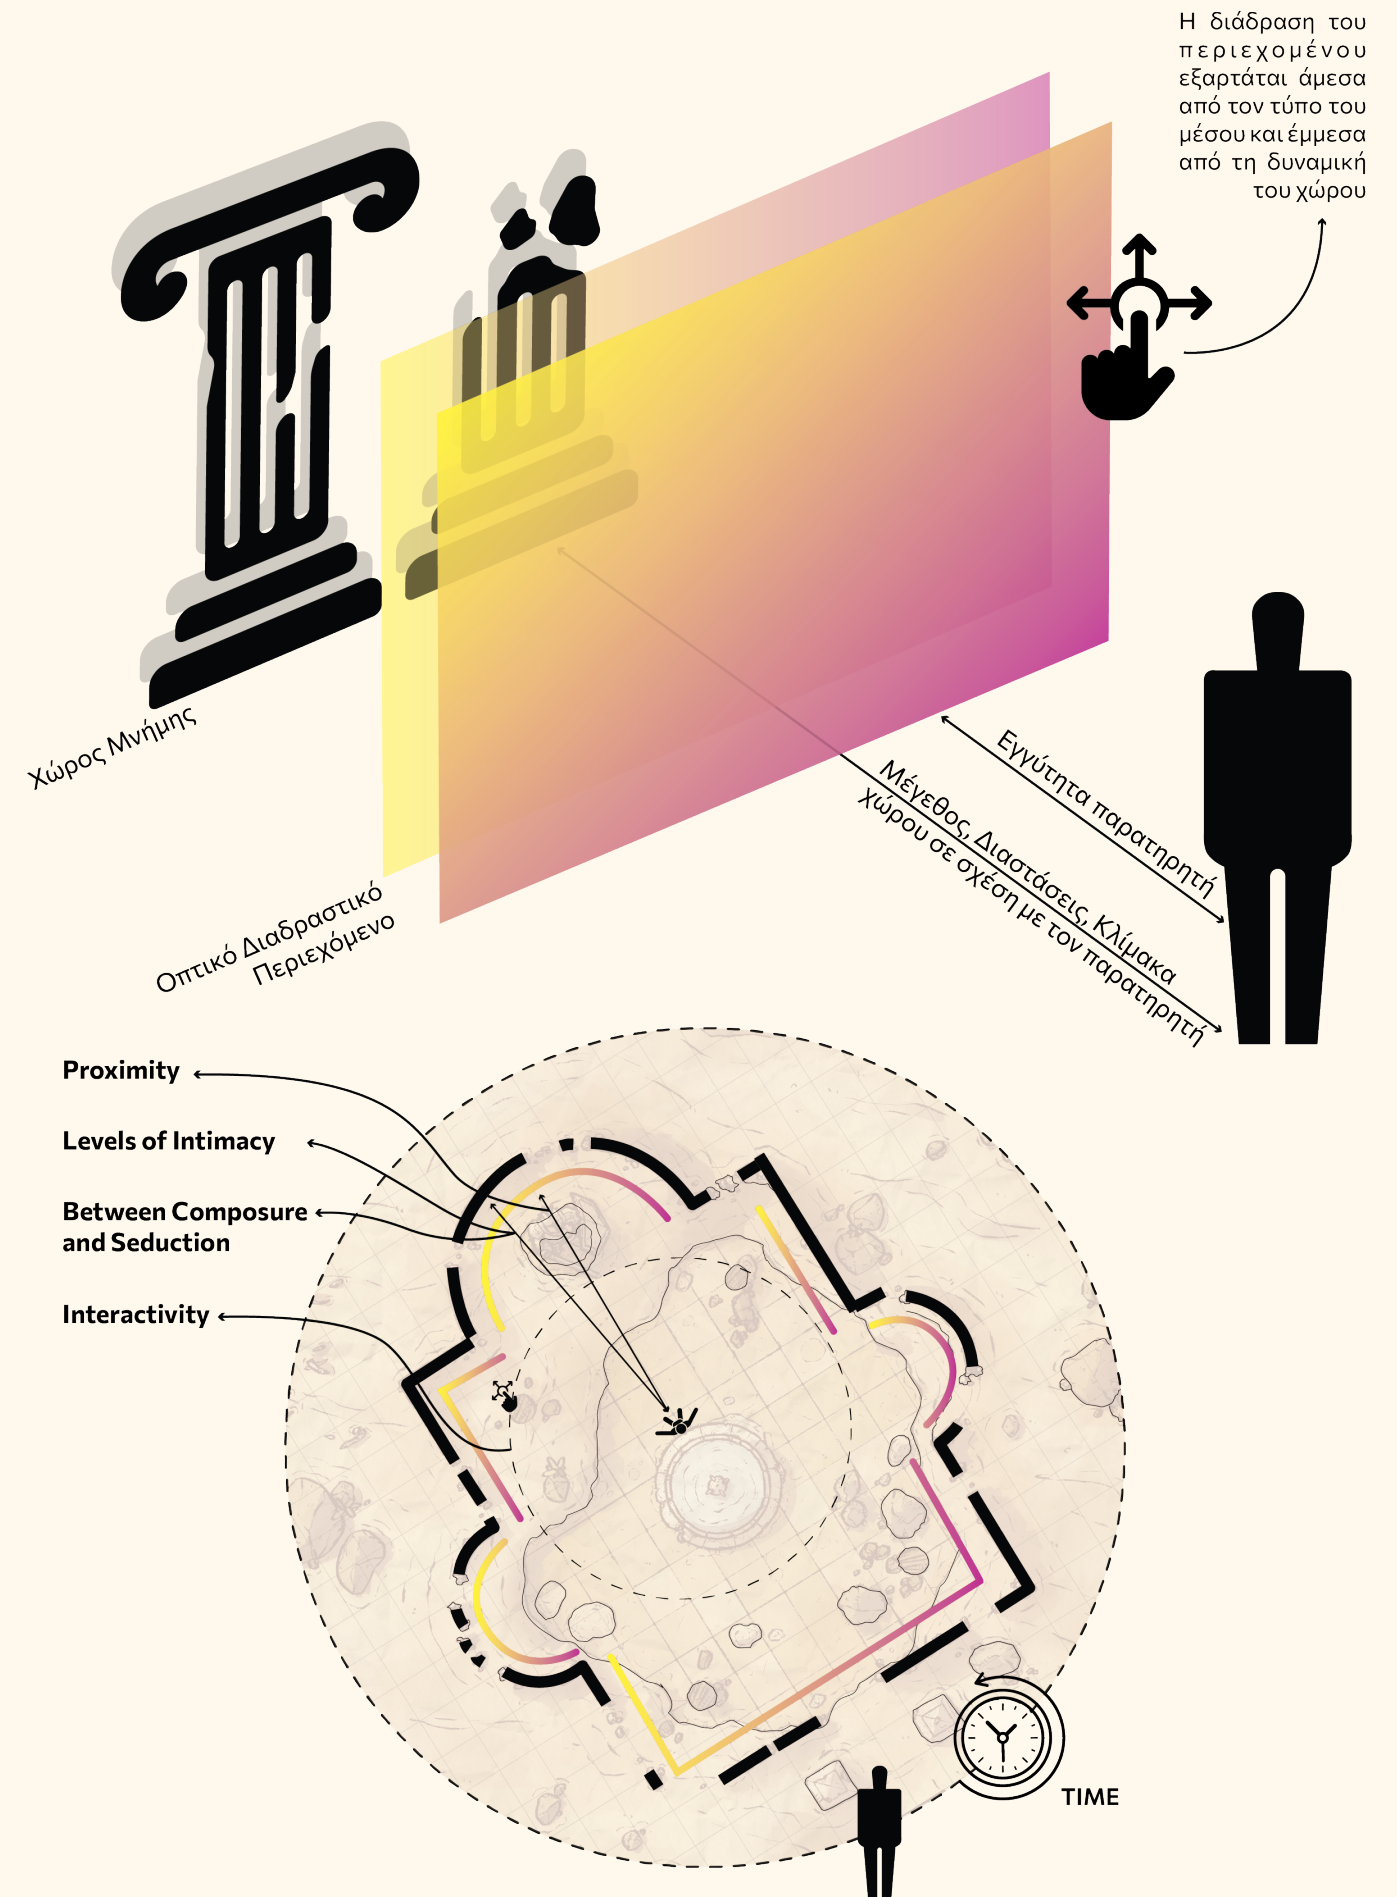 Η διάδραση του
περιεχομένου
εξαρτάται άμεσα
από τον τύπο του
μέσου και έμμεσα
από τη δυναμική
του χώρου
Χώρος Μνήμης
Εγγύτητα παρατηρητή
Μέγεθος, Διαστάσεις, Κλίμακα
χώρου σε σχέση με τον παρατηρητή
Οπτικό Διαδραστικό
Περιεχόμενο
Proximity
Levels of Intimacy
Between Composure
and Seduction
Interactivity
TIME